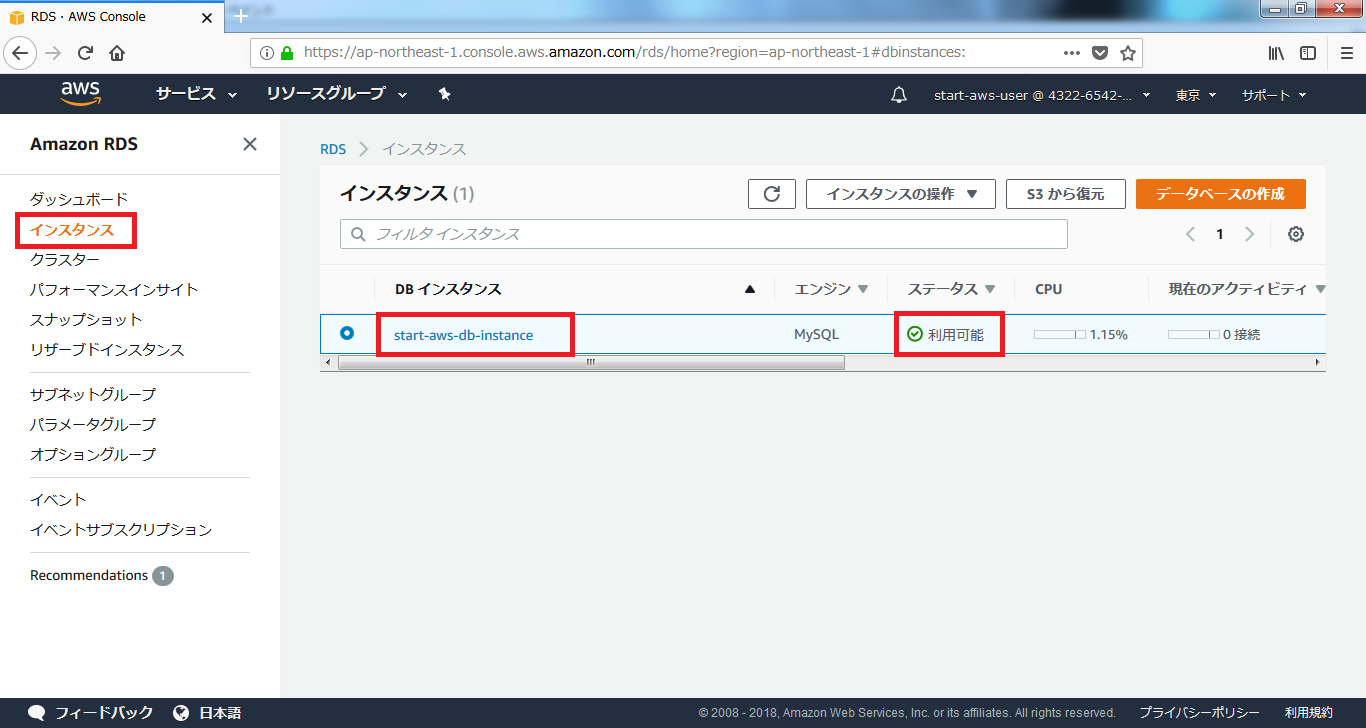 RDS · AWS Console
https://ap-northeast-1.console.aws.amazon.com/rds/home?region=ap-northeast-1#dbinstances:
aws サービス リソースグループ start-aws-user @ 4322-6542-... 東京 サポート
Amazon RDS
ダッシュボード
インスタンス
クラスター
パフォーマンスインサイト
スナップショット
リザーブドインスタンス
サブネットグループ
パラメータグループ
オプショングループ
イベント
イベントサブスクリプション
Recommendations 1
RDS インスタンス
インスタンス (1) インスタンスの操作 S3 から復元 データベースの作成
フィルタ インスタンス 1
DB インスタンス エンジン ステータス CPU 現在のアクティビティ
start-aws-db-instance MySQL 利用可能 1.15% 0 接続
フィードバック 日本語 © 2008 - 2018, Amazon Web Services, Inc. or its affiliates. All rights reserved. プライバシーポリシー 利用規約